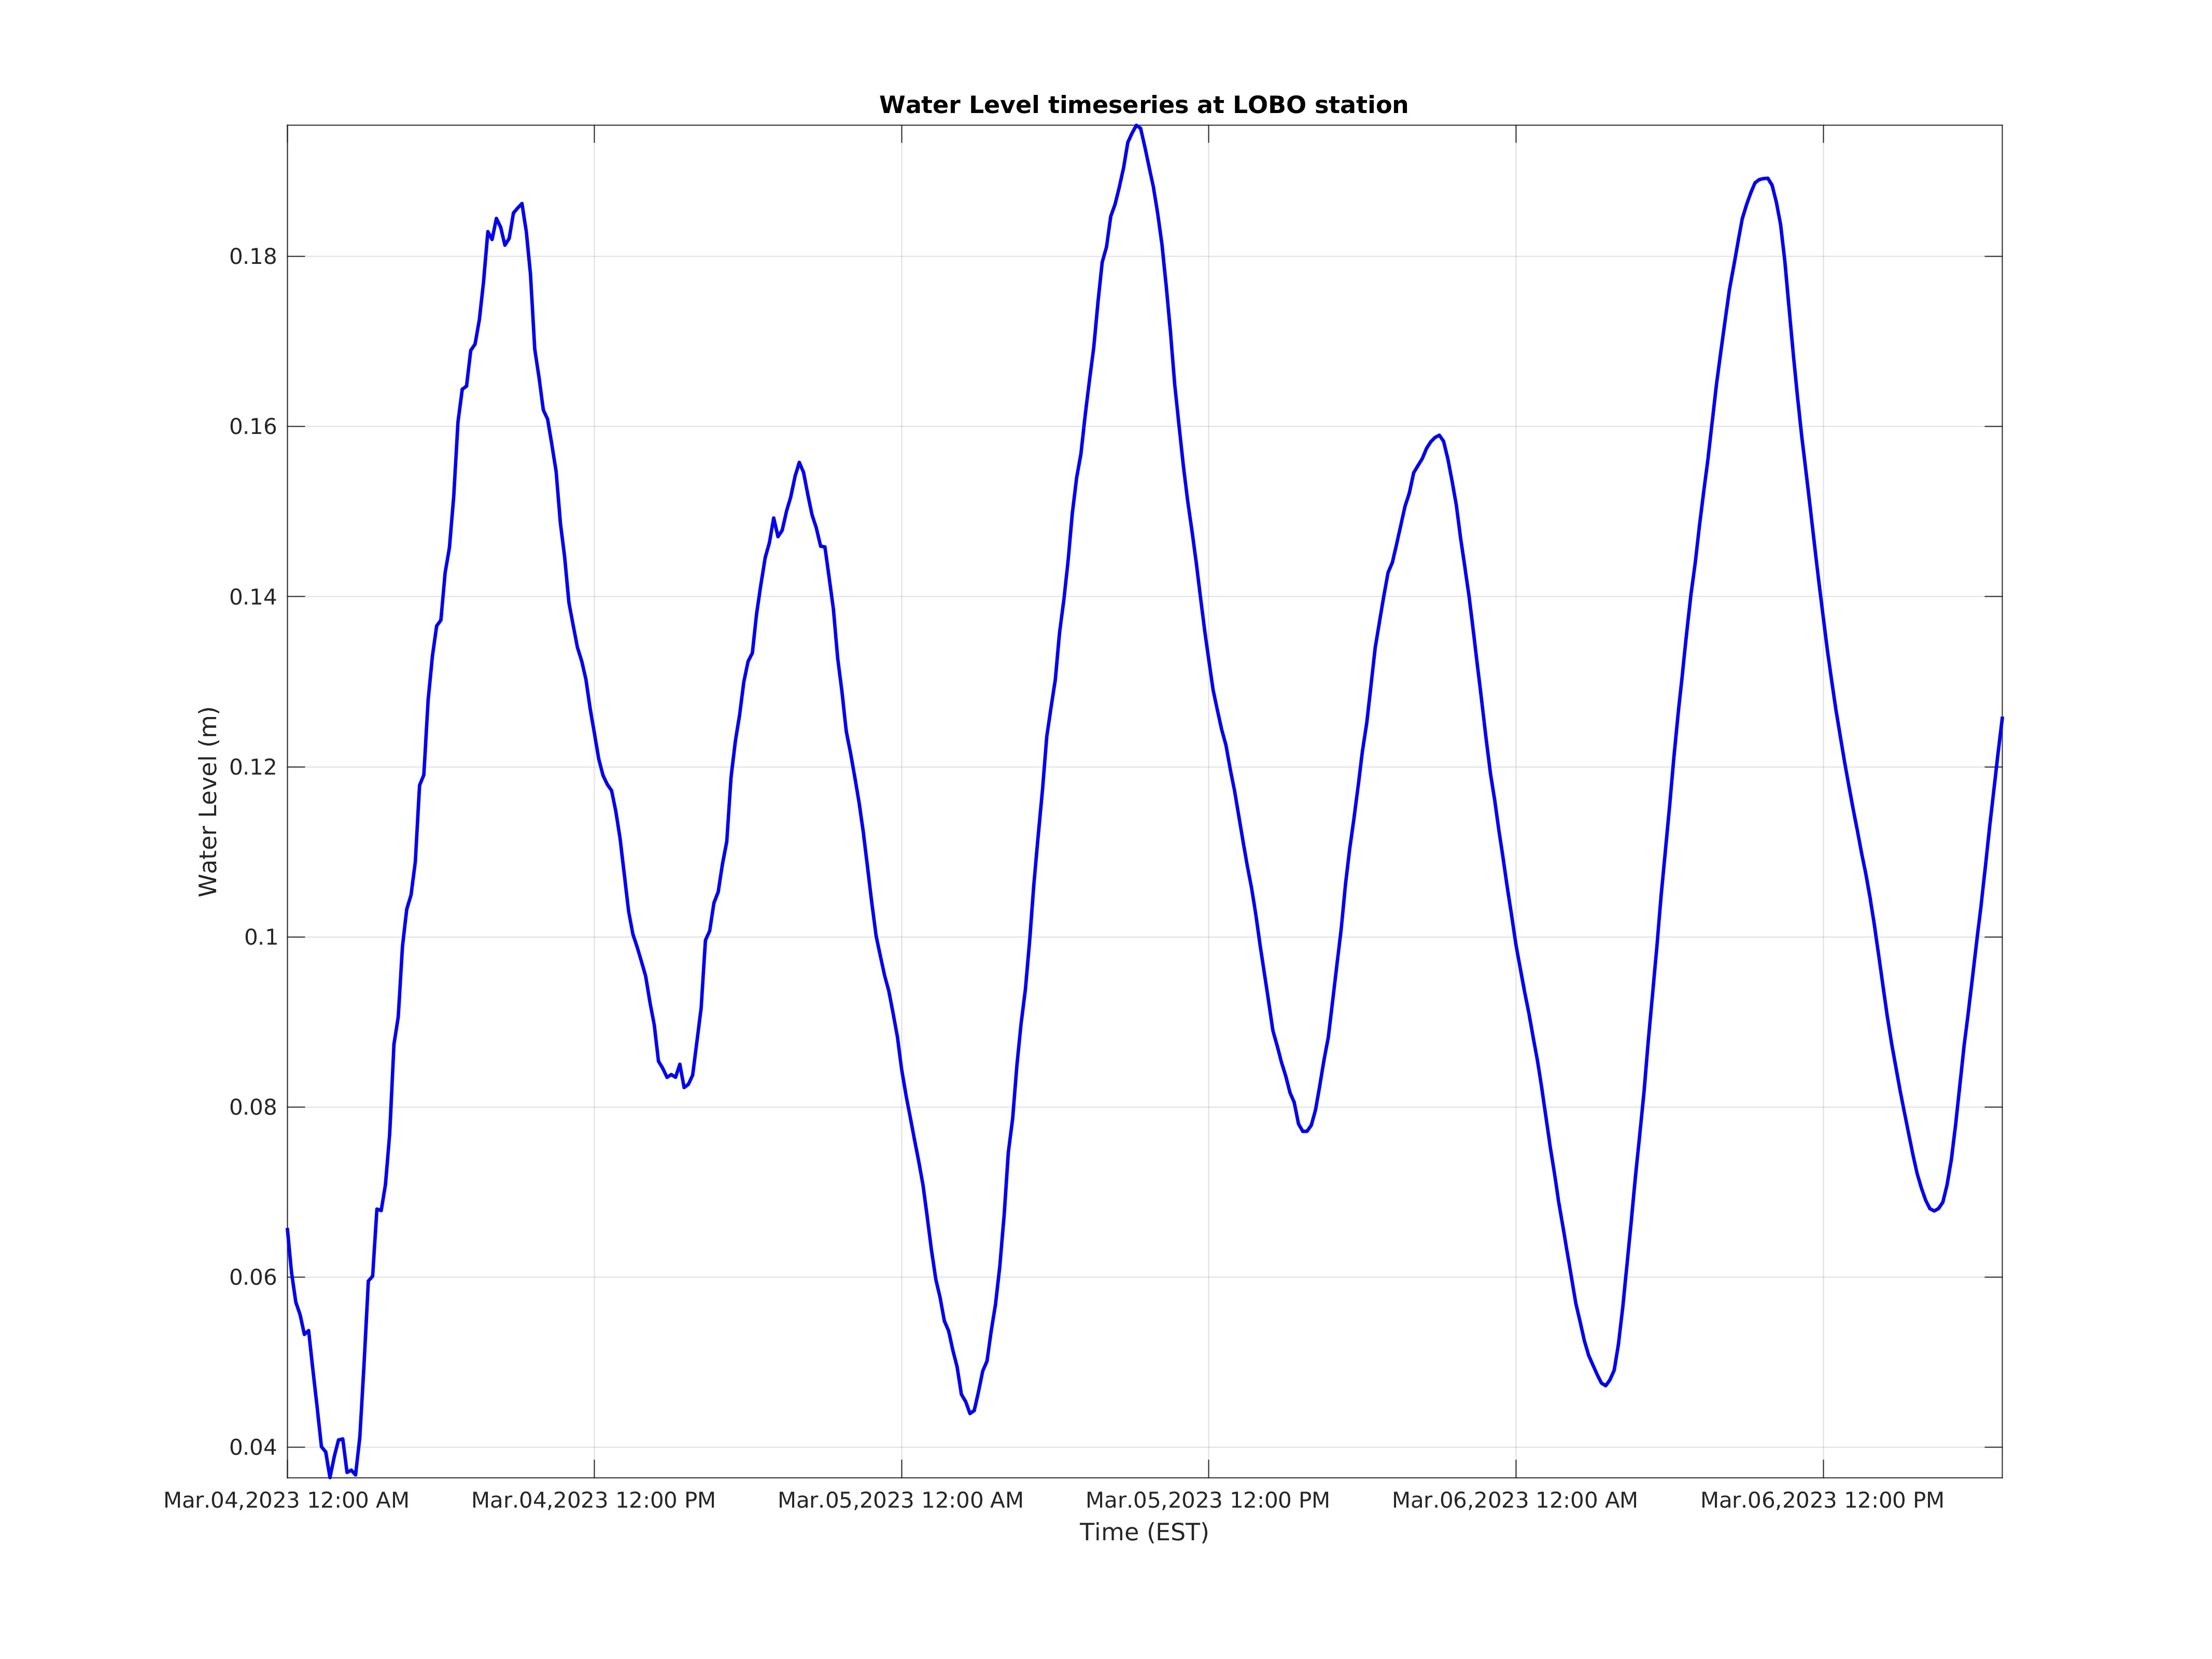 Water Level timeseries at LOBO station
0.18
0.16
0.14
0.12
0.1
0.08
0.06
0.04
Water Level (m)
Mar.04,2023 12:00 AM Mar.04,2023 12:00 PM Mar.05,2023 12:00 AM Mar.05,2023 12:00 PM Mar.06,2023 12:00 AM Mar.06,2023 12:00 PM
Time (EST)